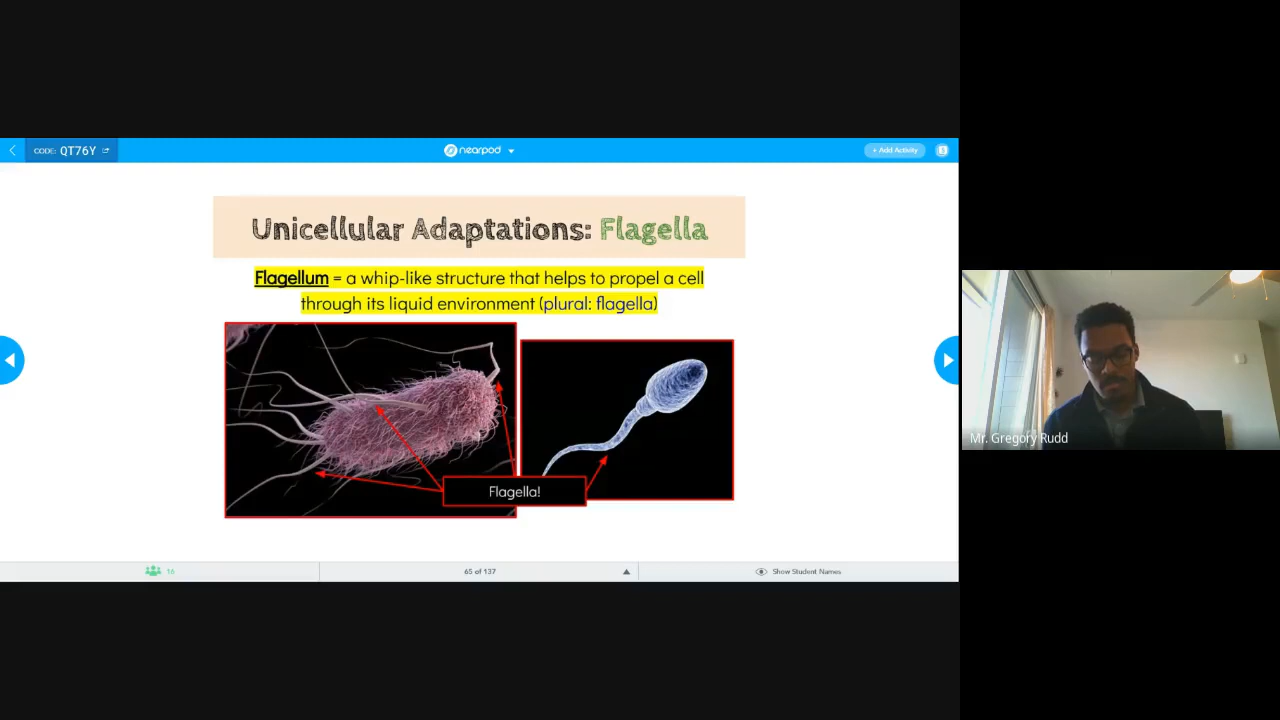 CODE: QT76Y
nearpod
+ Add Activity
Unicellular Adaptations: Flagella
Flagellum = a whip-like structure that helps to propel a cell
through its liquid environment (plural: flagella)
Flagella!
Mr. Gregory Rudd
16
65 of 137
Show Student Names